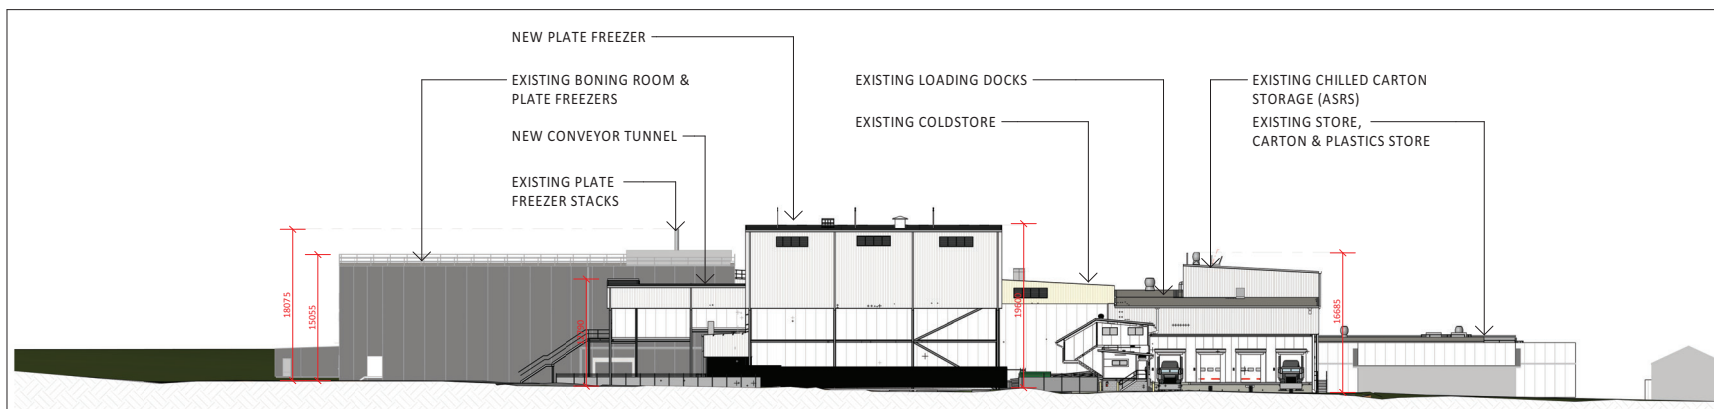 NEW PLATE FREEZER
EXISTING BONING ROOM &
PLATE FREEZERS
EXISTING LOADING DOCKS
EXISTING CHILLED CARTON
STORAGE (ASRS)
EXISTING COLDSTORE
EXISTING STORE,
CARTON & PLASTICS STORE
NEW CONVEYOR TUNNEL
EXISTING PLATE
FREEZER STACKS
18075
15055
16685